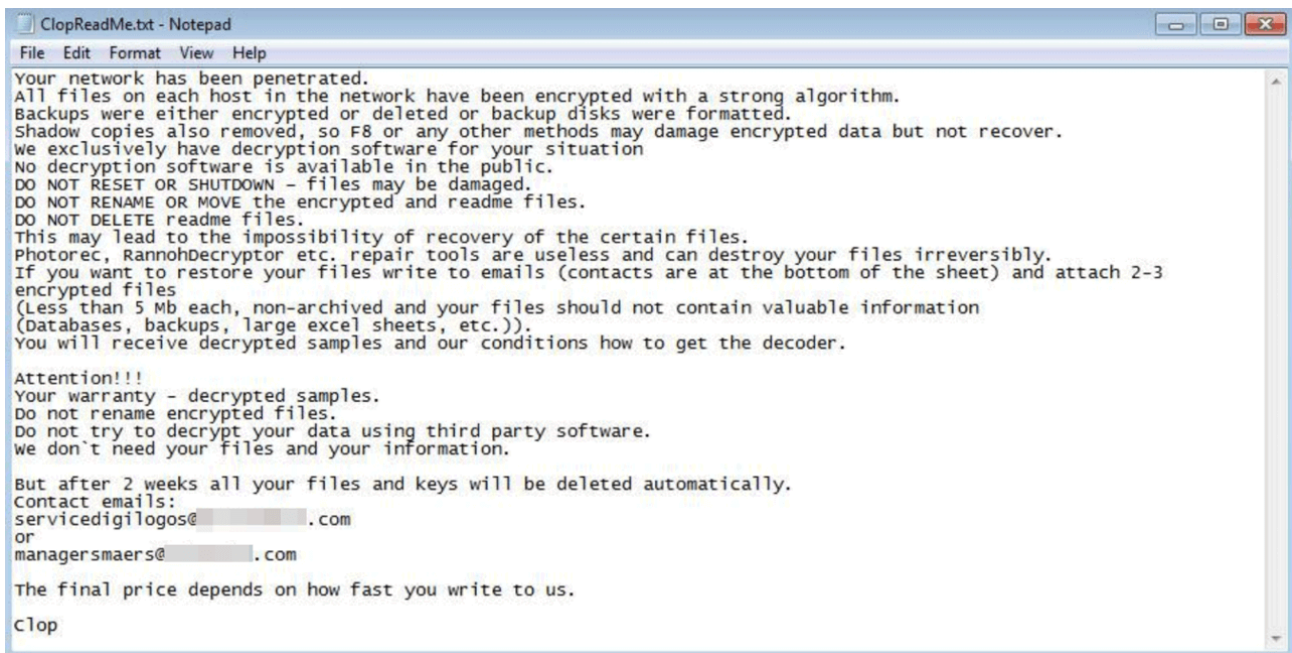 ClopReadMe.txt - Notepad
File Edit Format View Help
Your network has been penetrated.
All files on each host in the network have been encrypted with a strong algorithm.
Backups were either encrypted or deleted or backup disks were formatted.
Shadow copies also removed, so F8 or any other methods may damage encrypted data but not recover.
We exclusively have decryption software for your situation
No decryption software is available in the public.
DO NOT RESET OR SHUTDOWN – files may be damaged.
DO NOT RENAME OR MOVE the encrypted and readme files.
DO NOT DELETE readme files.
This may lead to the impossibility of recovery of the certain files.
Photorec, RannohDecryptor etc. repair tools are useless and can destroy your files irreversibly.
If you want to restore your files write to emails (contacts are at the bottom of the sheet) and attach 2-3
encrypted files
(Less than 5 Mb each, non-archived and your files should not contain valuable information
(Databases, backups, large excel sheets, etc.)).
You will receive decrypted samples and our conditions how to get the decoder.
Attention!!!
Your warranty – decrypted samples.
Do not rename encrypted files.
Do not try to decrypt your data using third party software.
We don`t need your files and your information.
But after 2 weeks all your files and keys will be deleted automatically.
Contact emails:
servicedigilogos@ .com
or
managersmaers@ .com
The final price depends on how fast you write to us.
Clop